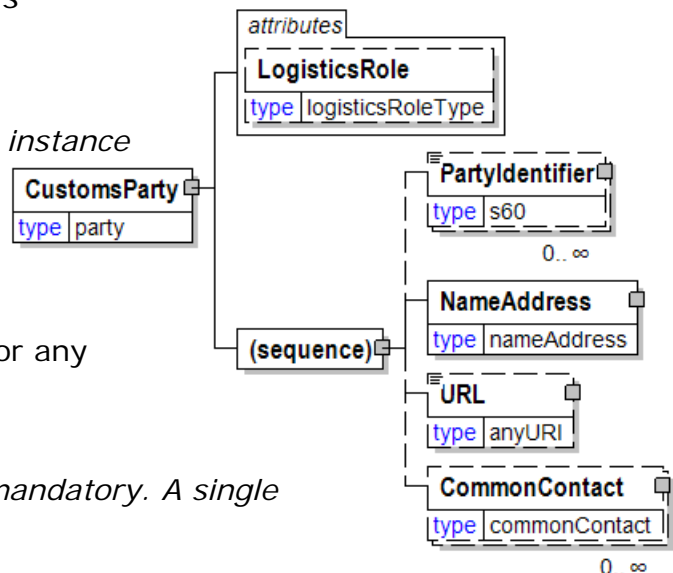 s
attributes
LogisticsRole
type logisticsRoleType
instance
CustomsParty
type party
PartyIdentifier
type s60
0.. ∞
NameAddress
type nameAddress
or any
(sequence)
URL
type anyURI
mandatory. A single
CommonContact
type commonContact
0.. ∞